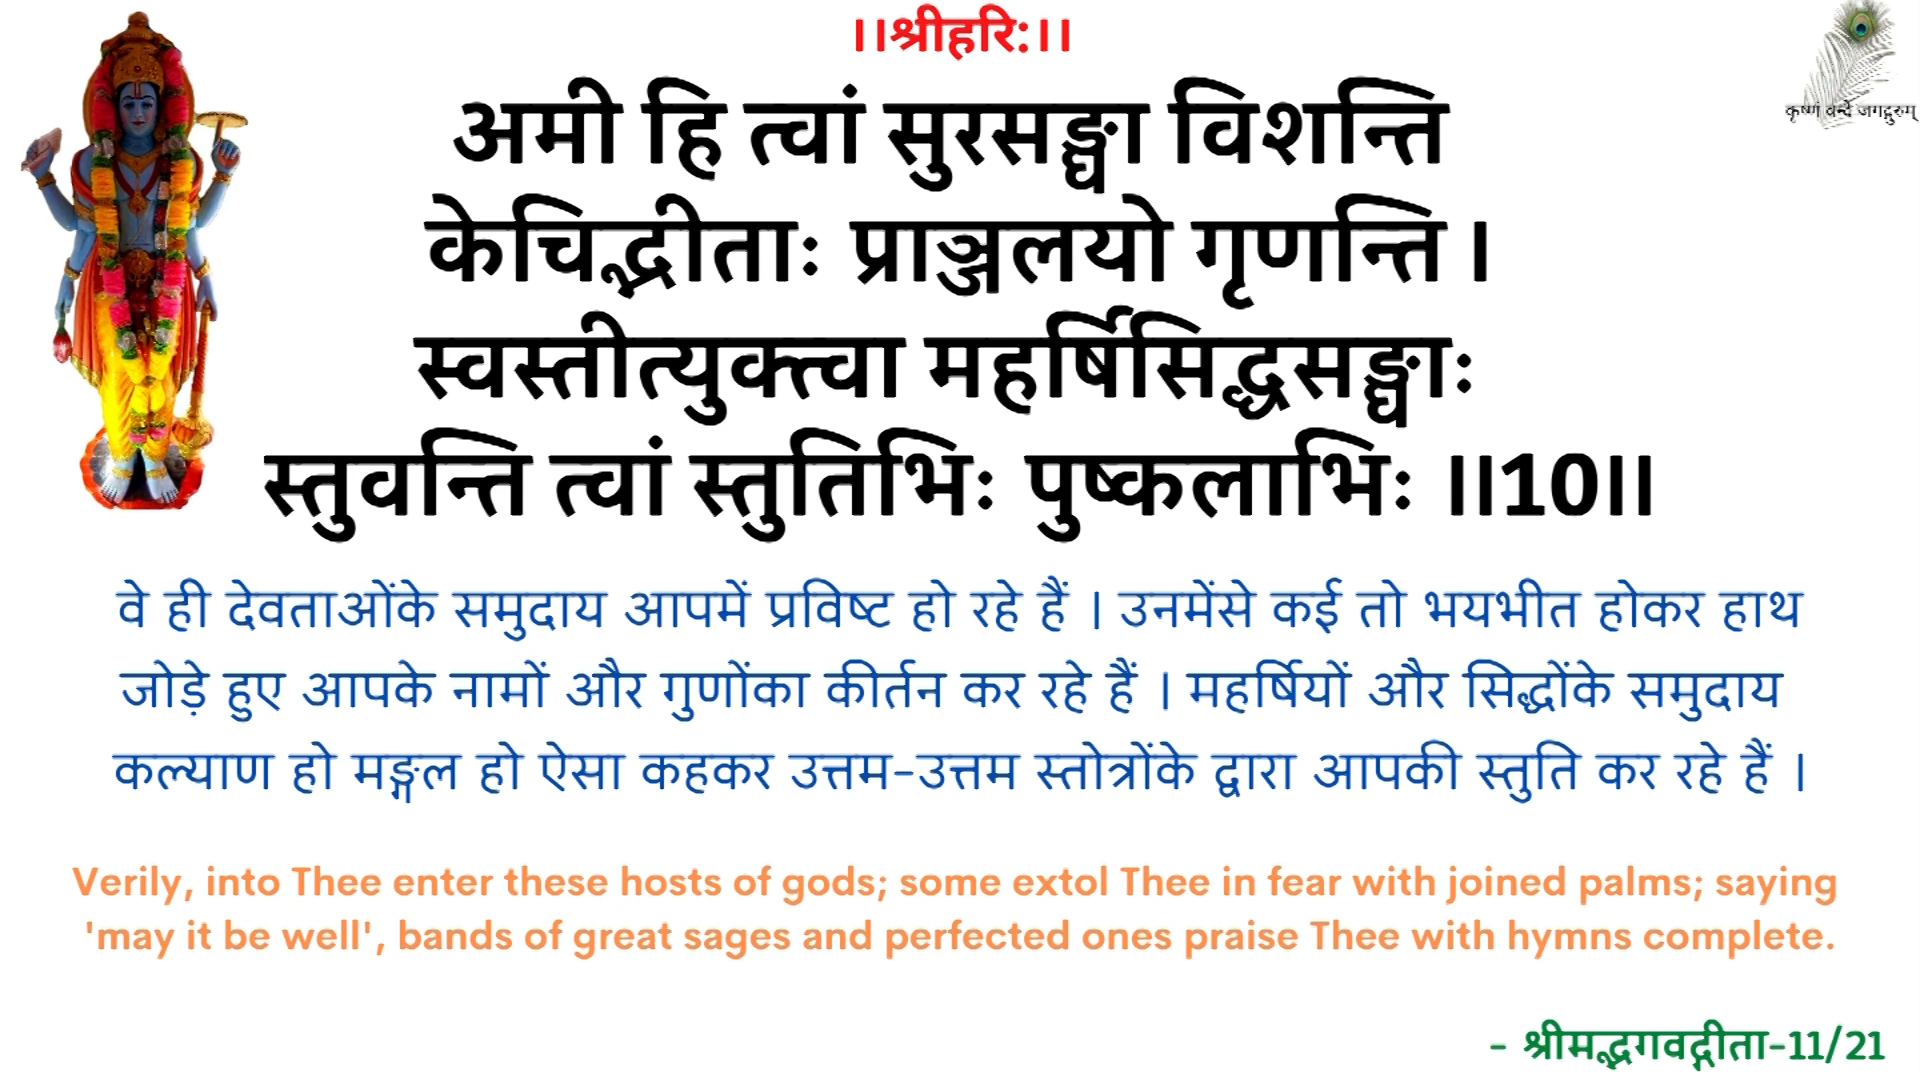 ।।श्रीहरि:।।
कृष्णं वन्दे जगद्गुरुम्
अमी हि त्वां सुरसङ्घा विशन्ति
केचिद्भीताः प्राञ्जलयो गृणन्ति ।
स्वस्तीत्युक्त्वा महर्षिसिद्धसङ्घाः
स्तुवन्ति त्वां स्तुतिभिः पुष्कलाभिः ।।10।।
वे ही देवताओंके समुदाय आपमें प्रविष्ट हो रहे हैं । उनमेंसे कई तो भयभीत होकर हाथ
जोड़े हुए आपके नामों और गुणोंका कीर्तन कर रहे हैं । महर्षियों और सिद्धोंके समुदाय
कल्याण हो मङ्गल हो ऐसा कहकर उत्तम-उत्तम स्तोत्रोंके द्वारा आपकी स्तुति कर रहे हैं ।
Verily, into Thee enter these hosts of gods; some extol Thee in fear with joined palms; saying
'may it be well', bands of great sages and perfected ones praise Thee with hymns complete.
- श्रीमद्भगवद्गीता-11/21